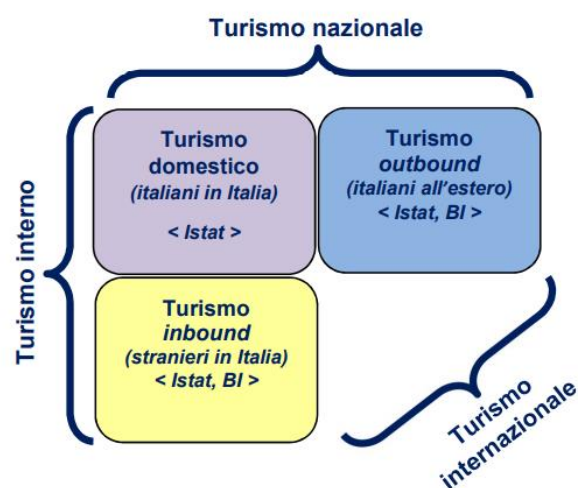 Turismo nazionale
Turismo interno
Turismo
domestico
(italiani in Italia)
< Istat >
Turismo
outbound
(italiani all'estero)
< Istat, BI >
Turismo
inbound
(stranieri in Italia)
< Istat, BI >
Turismo
internazionale